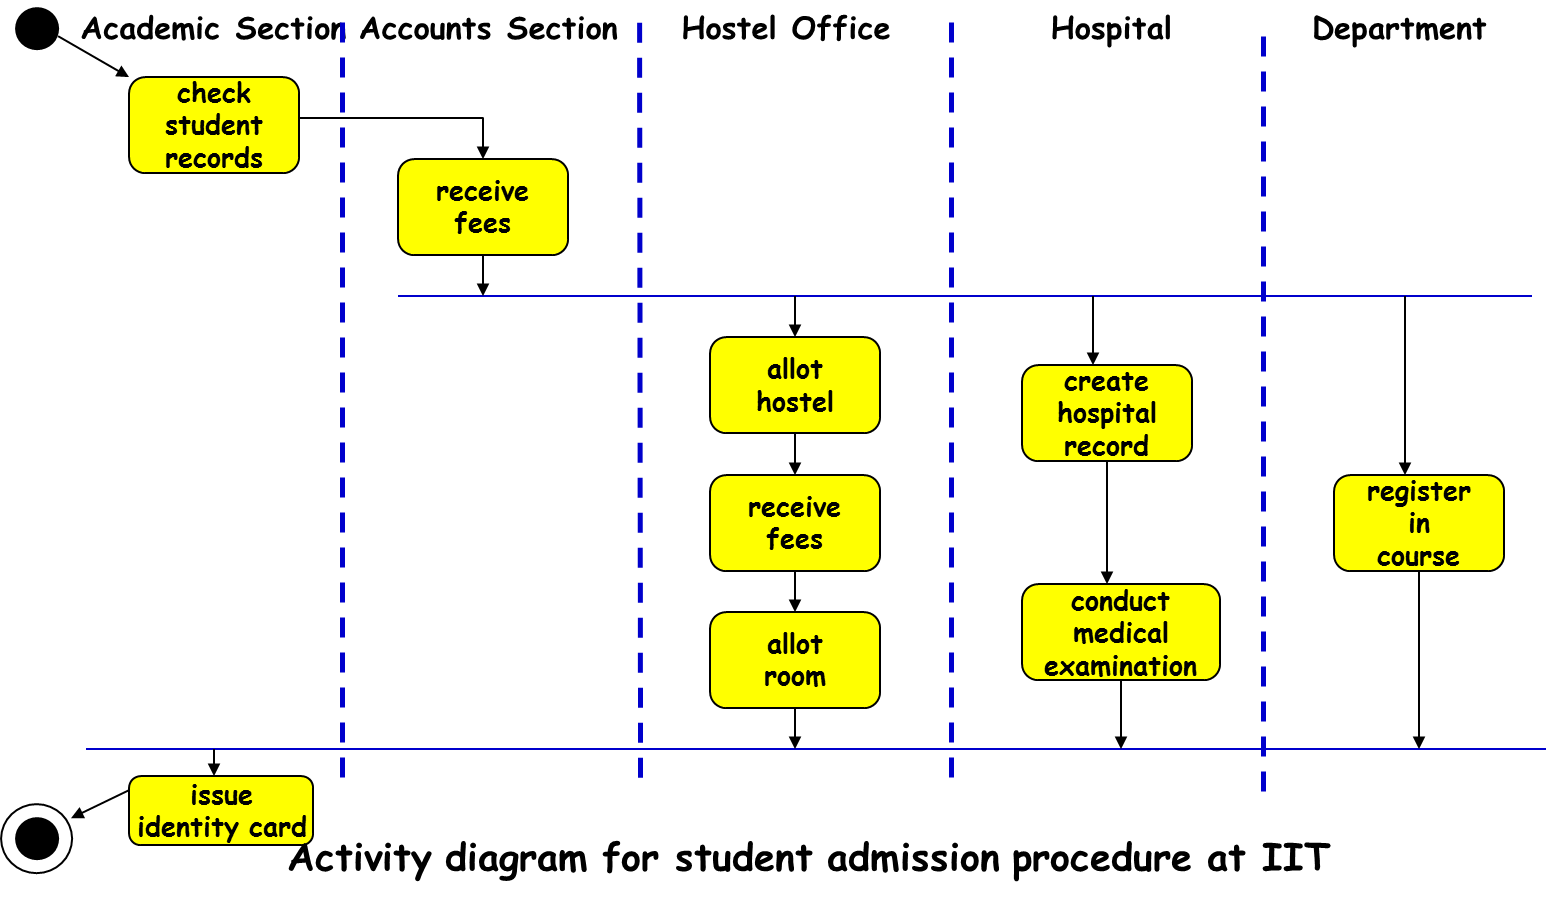 Academic Section
Accounts Section
Hostel Office
Hospital
Department
check
student
records
receive
fees
allot
hostel
create
hospital
record
receive
fees
register
in
course
allot
room
conduct
medical
examination
issue
identity card
Activity diagram for student admission procedure at IIT